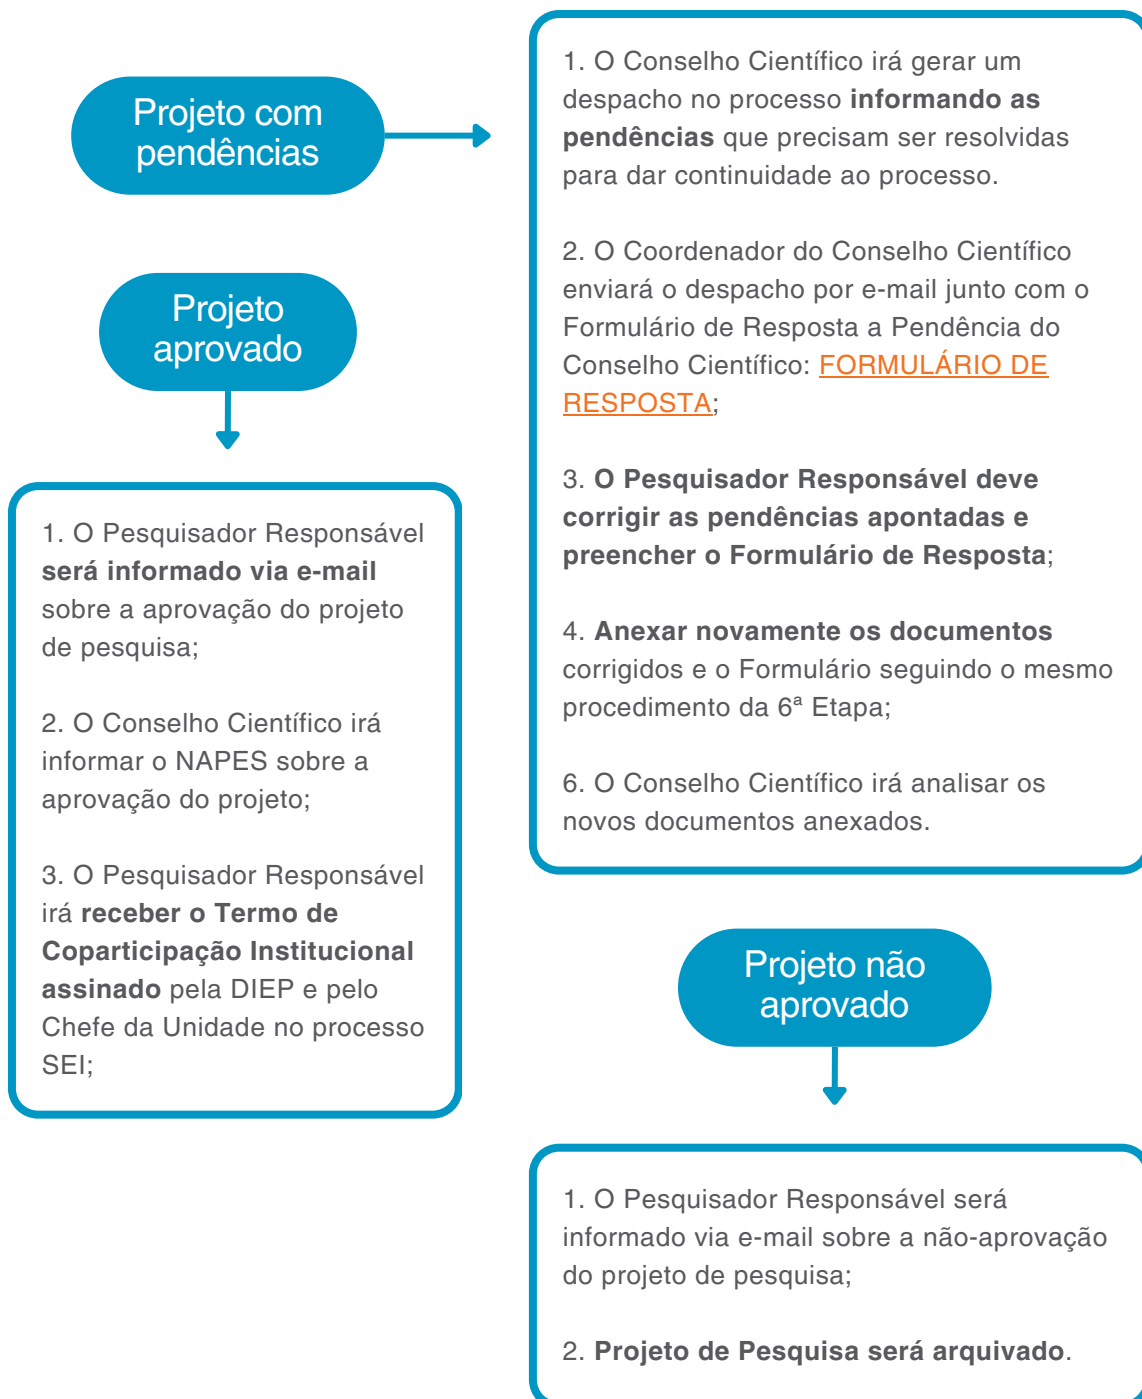 Projeto com
pendências
1. O Conselho Científico irá gerar um
despacho no processo informando as
pendências que precisam ser resolvidas
para dar continuidade ao processo.
2. O Coordenador do Conselho Científico
enviará o despacho por e-mail junto com o
Formulário de Resposta a Pendência do
Conselho Científico: FORMULÁRIO DE
RESPOSTA;
3. O Pesquisador Responsável deve
corrigir as pendências apontadas e
preencher o Formulário de Resposta;
4. Anexar novamente os documentos
corrigidos e o Formulário seguindo o mesmo
procedimento da 6ª Etapa;
6. O Conselho Científico irá analisar os
novos documentos anexados.
Projeto
aprovado
1. O Pesquisador Responsável
será informado via e-mail
sobre a aprovação do projeto
de pesquisa;
2. O Conselho Científico irá
informar o NAPES sobre a
aprovação do projeto;
3. O Pesquisador Responsável
irá receber o Termo de
Coparticipação Institucional
assinado pela DIEP e pelo
Chefe da Unidade no processo
SEI;
Projeto não
aprovado
1. O Pesquisador Responsável será
informado via e-mail sobre a não-aprovação
do projeto de pesquisa;
2. Projeto de Pesquisa será arquivado.